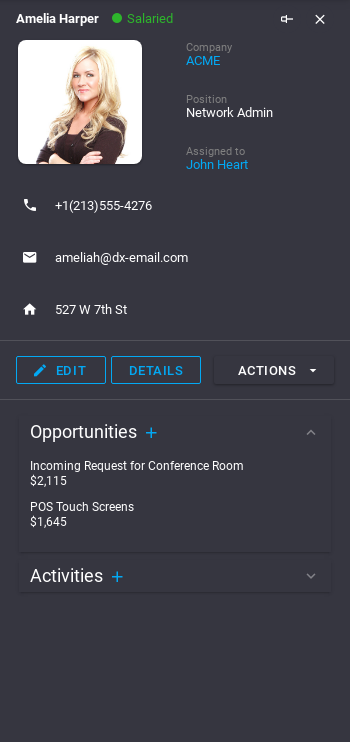 Amelia Harper Salaried
Company
ACME
Position
Network Admin
Assigned to
John Heart
+1(213)555-4276
ameliah@dx-email.com
527 W 7th St
EDIT DETAILS ACTIONS
Opportunities
Incoming Request for Conference Room
$2,115
POS Touch Screens
$1,645
Activities